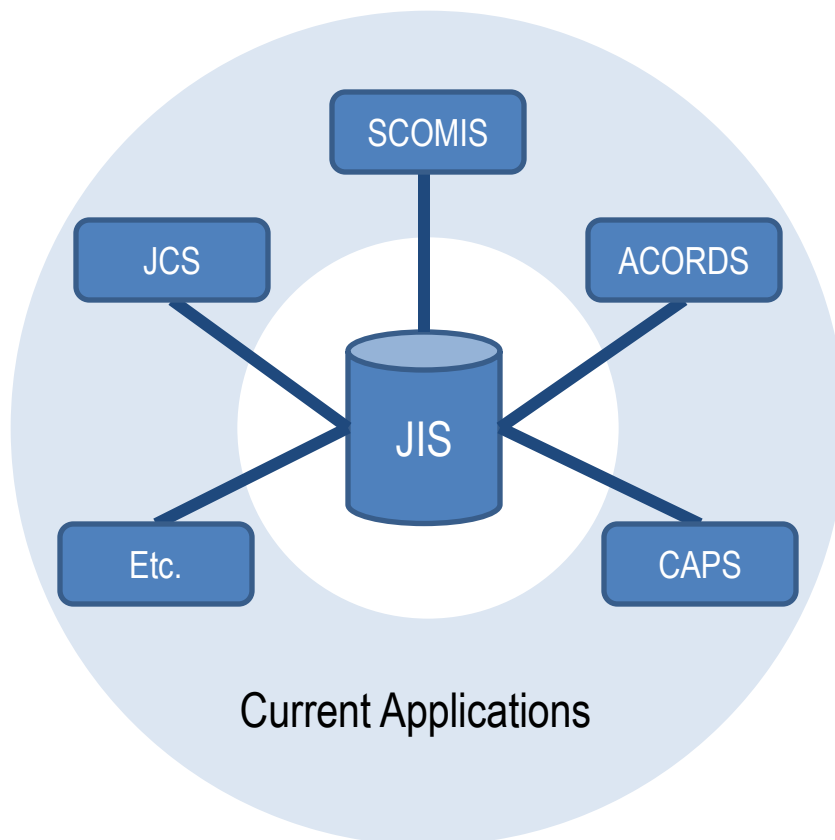 SCOMIS
JCS
ACORDS
JIS
Etc.
CAPS
Current Applications